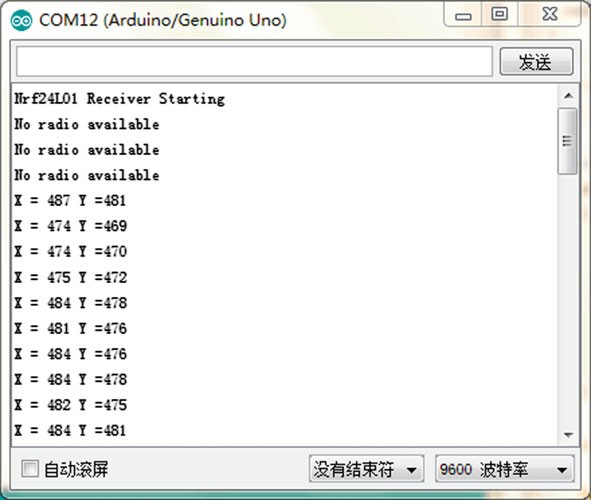 COM12 (Arduino/Genuino Uno)
发送
Nrf24L01 Receiver Starting
No radio available
No radio available
No radio available
X = 487 Y =481
X = 474 Y =469
X = 474 Y =470
X = 475 Y =472
X = 484 Y =478
X = 481 Y =476
X = 484 Y =476
X = 484 Y =478
X = 482 Y =475
X = 484 Y =481
自动滚屏 没有结束符 9600 波特率